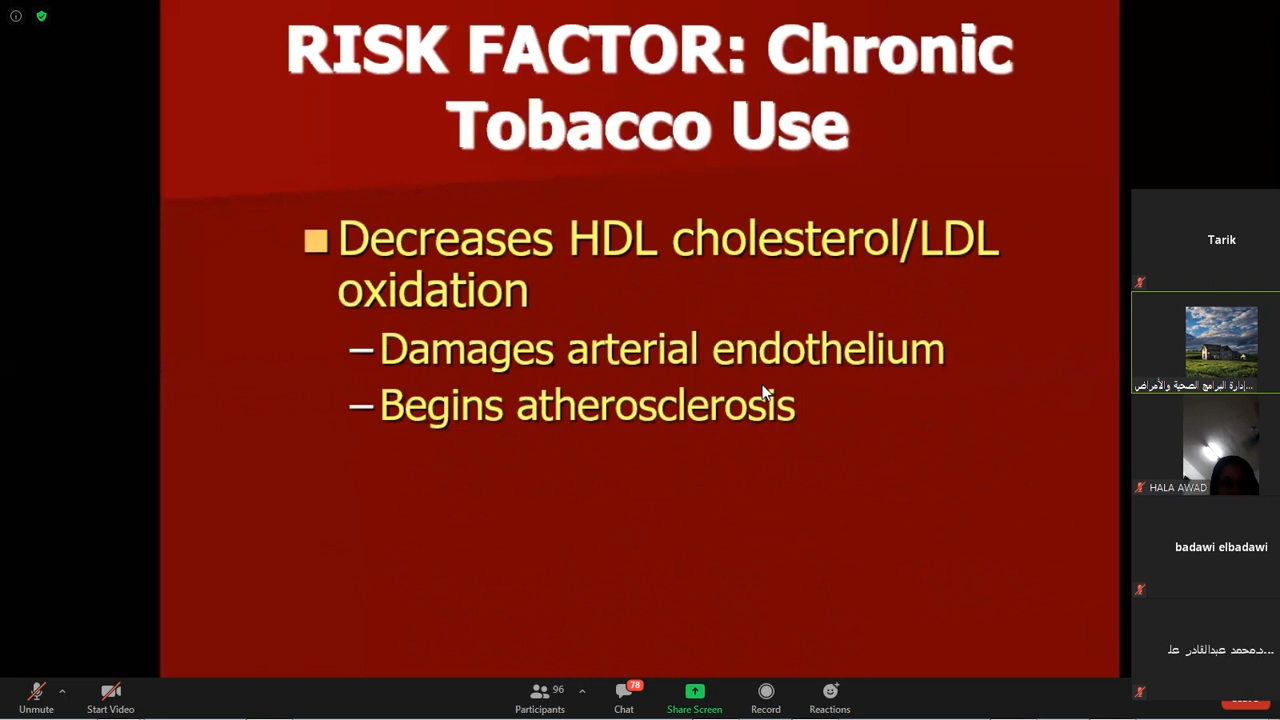 RISK FACTOR: Chronic
Tobacco Use
Decreases HDL cholesterol/LDL
oxidation
–Damages arterial endothelium
–Begins atherosclerosis
Tarik
إدارة البرامج الصحية والأمراض...
HALA AWAD
badawi elbadawi
د.محمد عبدالقادر عل...
Unmute
Start Video
96
Participants
78
Chat
Share Screen
Record
Reactions